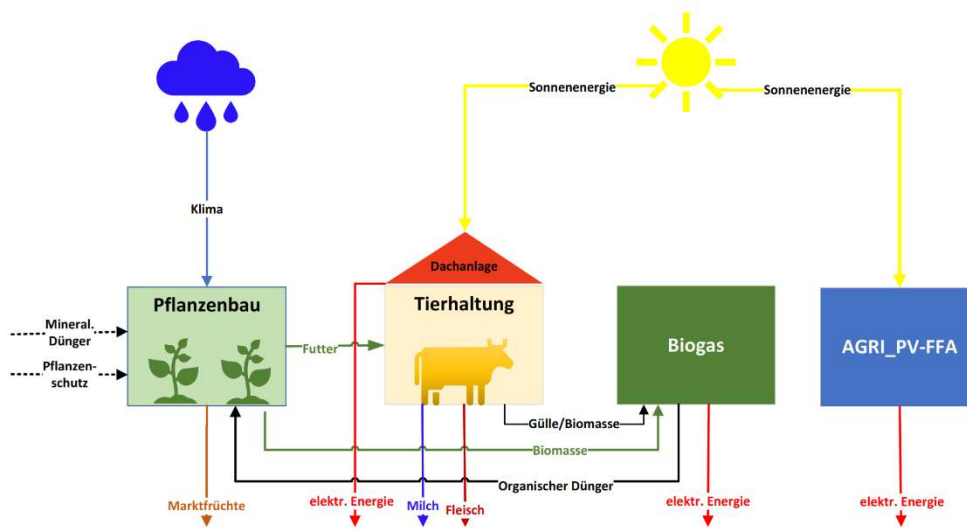 Sonnenenergie
Sonnenenergie
Klima
Dachanlage
Pflanzenbau
Tierhaltung
Mineral.
Dünger
Pflanzen-
schutz
Futter
Biogas
AGRI_PV-FFA
Gülle/Biomasse
Biomasse
Organischer Dünger
Marktfrüchte
elektr. Energie
Milch
Fleisch
elektr. Energie
elektr. Energie